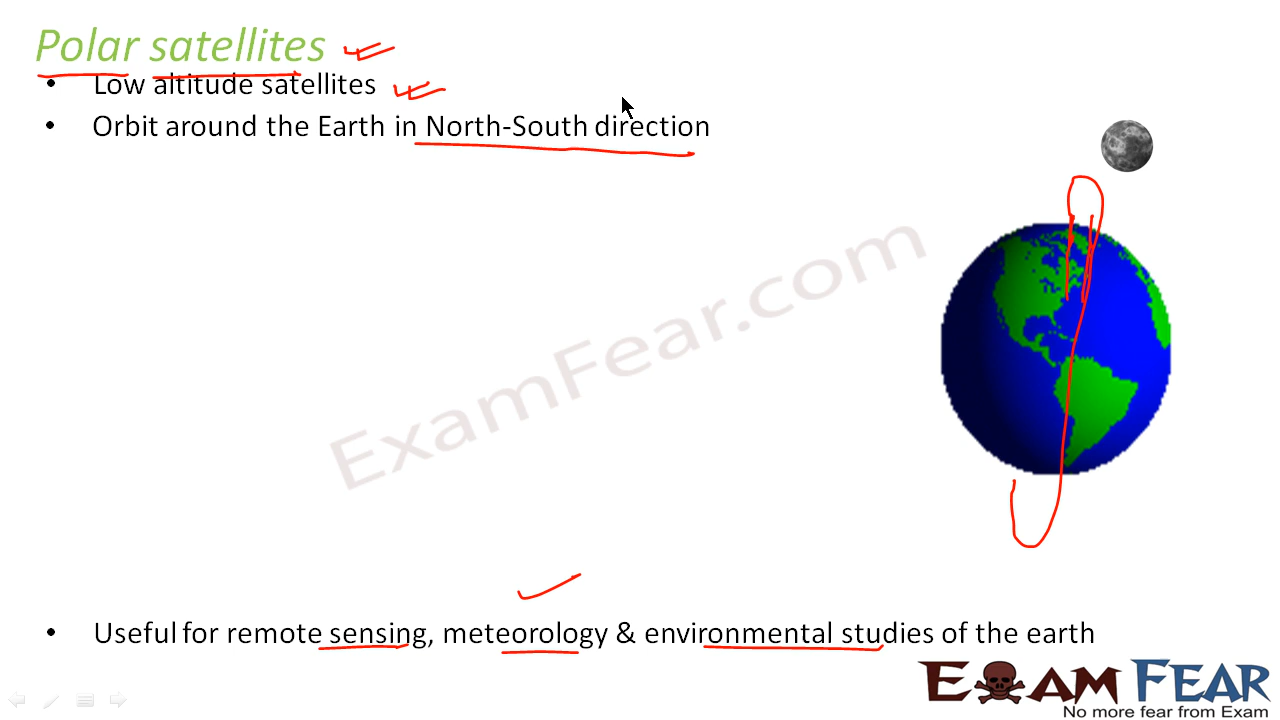 Polar satellites
• Low altitude satellites
• Orbit around the Earth in North-South direction
ExamFear.com
• Useful for remote sensing, meteorology & environmental studies of the earth
EXAM FEAR
No more fear from Exam